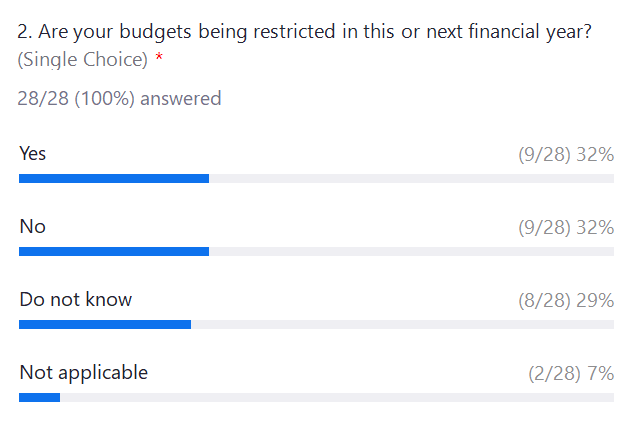 2. Are your budgets being restricted in this or next financial year?
(Single Choice) *
28/28 (100%) answered
Yes (9/28) 32%
No (9/28) 32%
Do not know (8/28) 29%
Not applicable (2/28) 7%